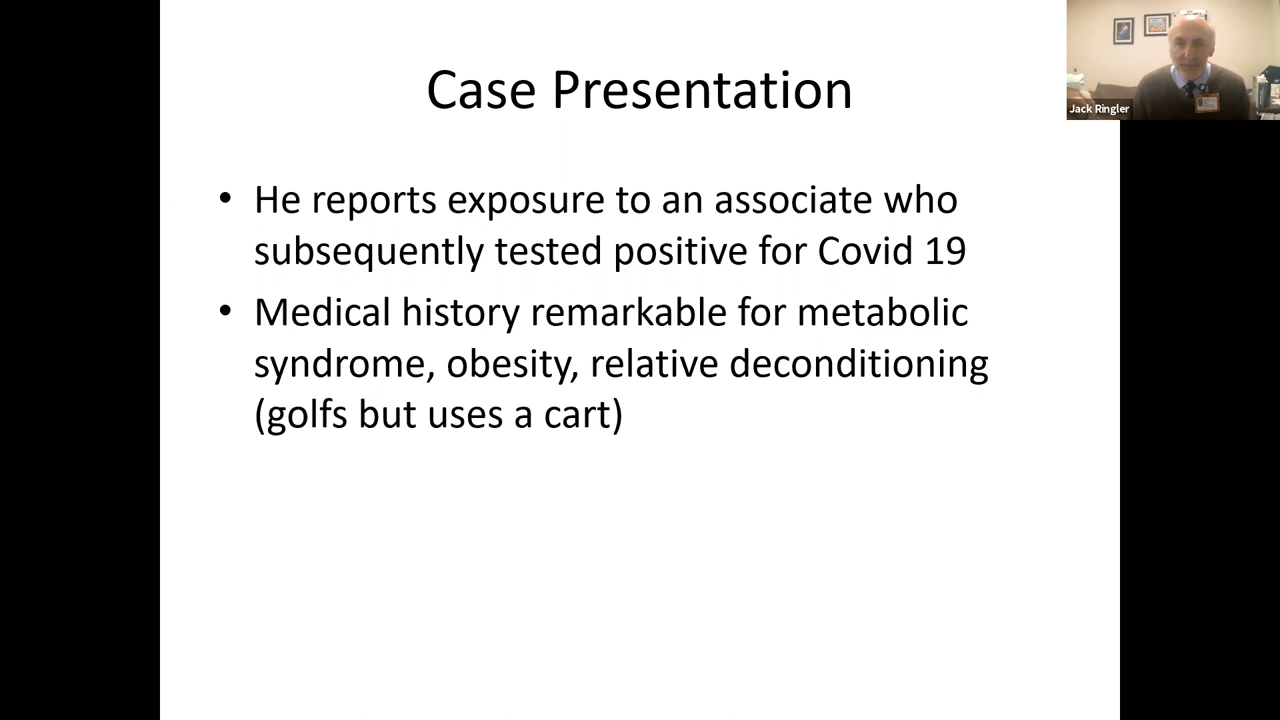 Case Presentation
Jack Ringler
• He reports exposure to an associate who
subsequently tested positive for Covid 19
• Medical history remarkable for metabolic
syndrome, obesity, relative deconditioning
(golfs but uses a cart)